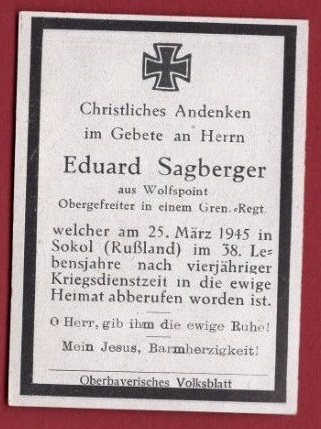 Christliches Andenken
im Gebete an Herrn
Eduard Sagberger
aus Wolfspoint
Obergefreiter in einem Gren.-Regt.
welcher am 25. März 1945 in
Sokol (Rußland) im 38. Le-
bensjahre nach vierjähriger
Kriegsdienstzeit in die ewige
Heimat abberufen worden ist.
O Herr, gib ihm die ewige Ruhe!
Mein Jesus, Barmherzigkeit!
Oberbayerisches Volksblatt